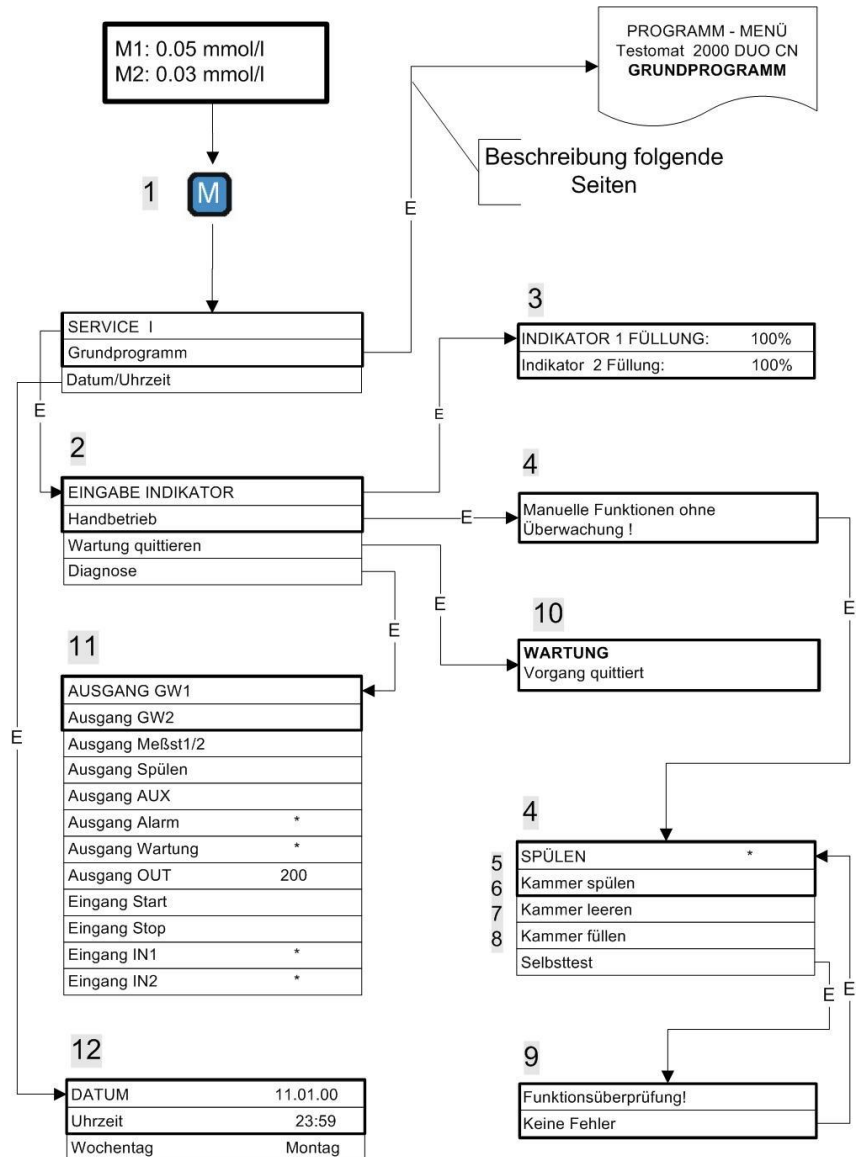 M1: 0.05 mmol/l
M2: 0.03 mmol/l
PROGRAMM - MENÜ
Testomat 2000 DUO CN
GRUNDPROGRAMM
Beschreibung folgende
Seiten
1
M
E
SERVICE I
Grundprogramm
Datum/Uhrzeit
E
3
INDIKATOR 1 FÜLLUNG: 100%
Indikator 2 Füllung: 100%
E
2
EINGABE INDIKATOR
Handbetrieb
Wartung quittieren
Diagnose
E
4
Manuelle Funktionen ohne
Überwachung !
E
E
E
10
WARTUNG
Vorgang quittiert
11
AUSGANG GW1
Ausgang GW2
Ausgang Meßst1/2
Ausgang Spülen
Ausgang AUX
Ausgang Alarm *
Ausgang Wartung *
Ausgang OUT 200
Eingang Start
Eingang Stop
Eingang IN1 *
Eingang IN2 *
E
4
5 SPÜLEN *
6 Kammer spülen
7 Kammer leeren
8 Kammer füllen
Selbsttest
E E
12
DATUM 11.01.00
Uhrzeit 23:59
Wochentag Montag
9
Funktionsüberprüfung!
Keine Fehler